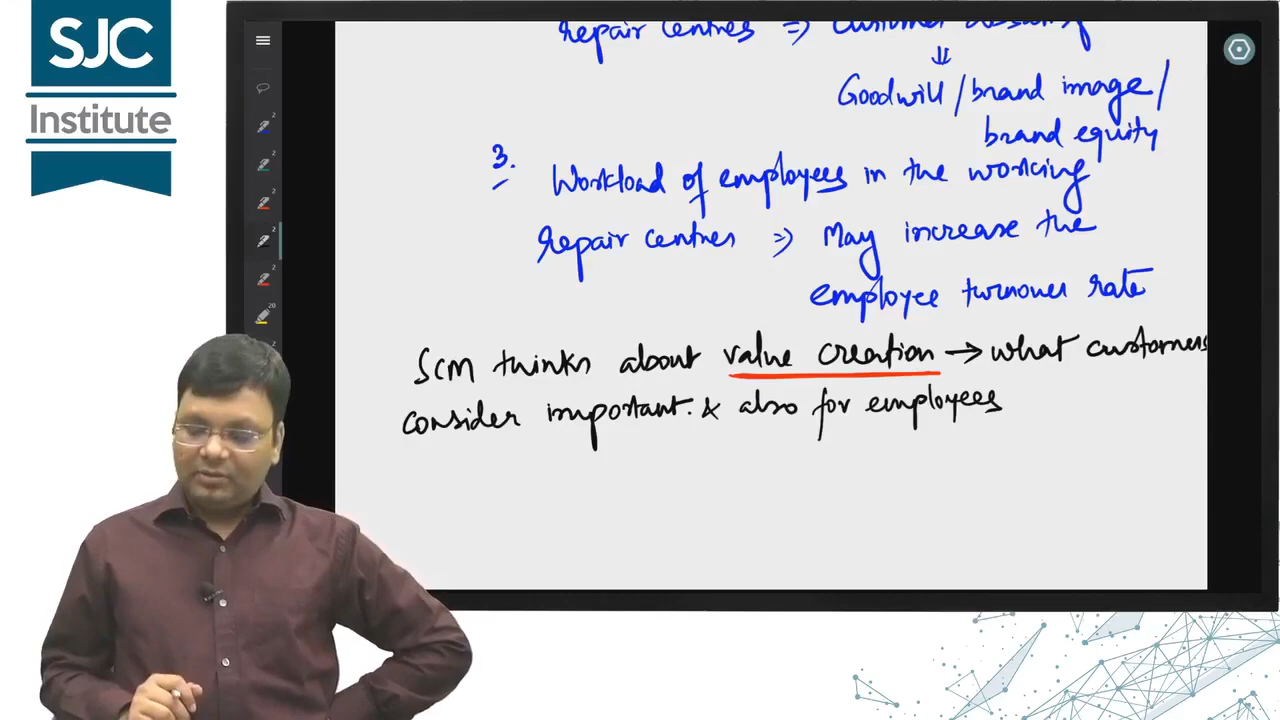 SJC
Institute
repair centres ⇒ customer
⇓
Goodwill/brand image/
brand equity
3. Workload of employees in the working
repair centres ⇒ May increase the
employee turnover rate
SCM thinks about value creation → what customers
consider important. & also for employees